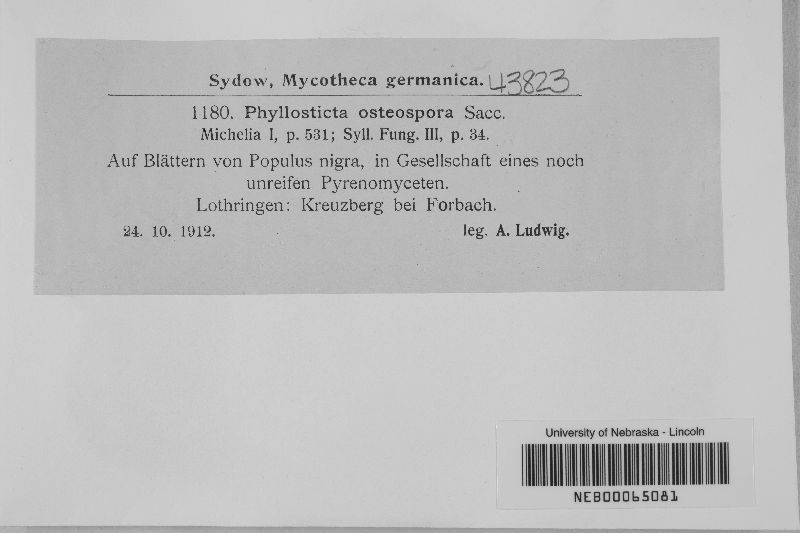 Sydow, Mycotheca germanica. 43823
1180. Phyllosticta osteospora Sacc.
Michelia I, p. 531; Syll. Fung. III, p. 34.
Auf Blättern von Populus nigra, in Gesellschaft eines noch
unreifen Pyrenomyceten.
Lothringen: Kreuzberg bei Forbach.
24. 10. 1912. leg. A. Ludwig.
University of Nebraska - Lincoln
NEB00065081